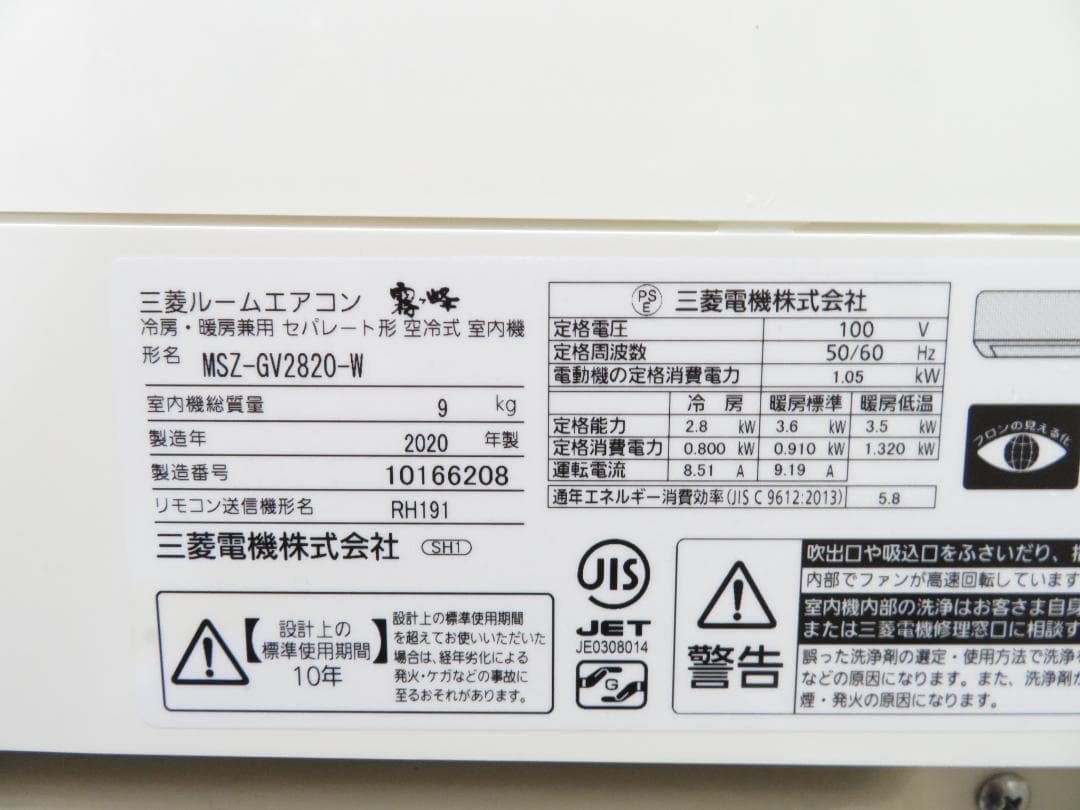 三菱ルームエアコン 霧ヶ峰
冷房・暖房兼用 セパレート形 空冷式 室内機
形名 MSZ-GV2820-W
室内機総質量 9 kg
製造年 2020 年製
製造番号 10166208
リモコン送信機形名 RH191
三菱電機株式会社 SH1
設計上の
【標準使用期間】
10年
設計上の標準使用期間
を超えてお使いいただいた
場合は、経年劣化による
発火・ケガなどの事故に
至るおそれがあります。
PSE 三菱電機株式会社
定格電圧 100 V
定格周波数 50/60 Hz
電動機の定格消費電力 1.05 kW
冷房 暖房標準 暖房低温
定格能力 2.8 kW 3.6 kW 3.5 kW
定格消費電力 0.800 kW 0.910 kW 1.320 kW
運転電流 8.51 A 9.19 A
通年エネルギー消費効率(JIS C 9612:2013) 5.8
フロンの見える化
JIS
JET
JE0308014
G
警告
吹出口や吸込口をふさいだり、
内部でファンが高速回転しています
室内機内部の洗浄はお客さま自身
または三菱電機修理窓口に相談す
誤った洗浄剤の選定・使用方法で洗浄を
などの原因になります。また、洗浄剤が
煙・発火の原因になります。